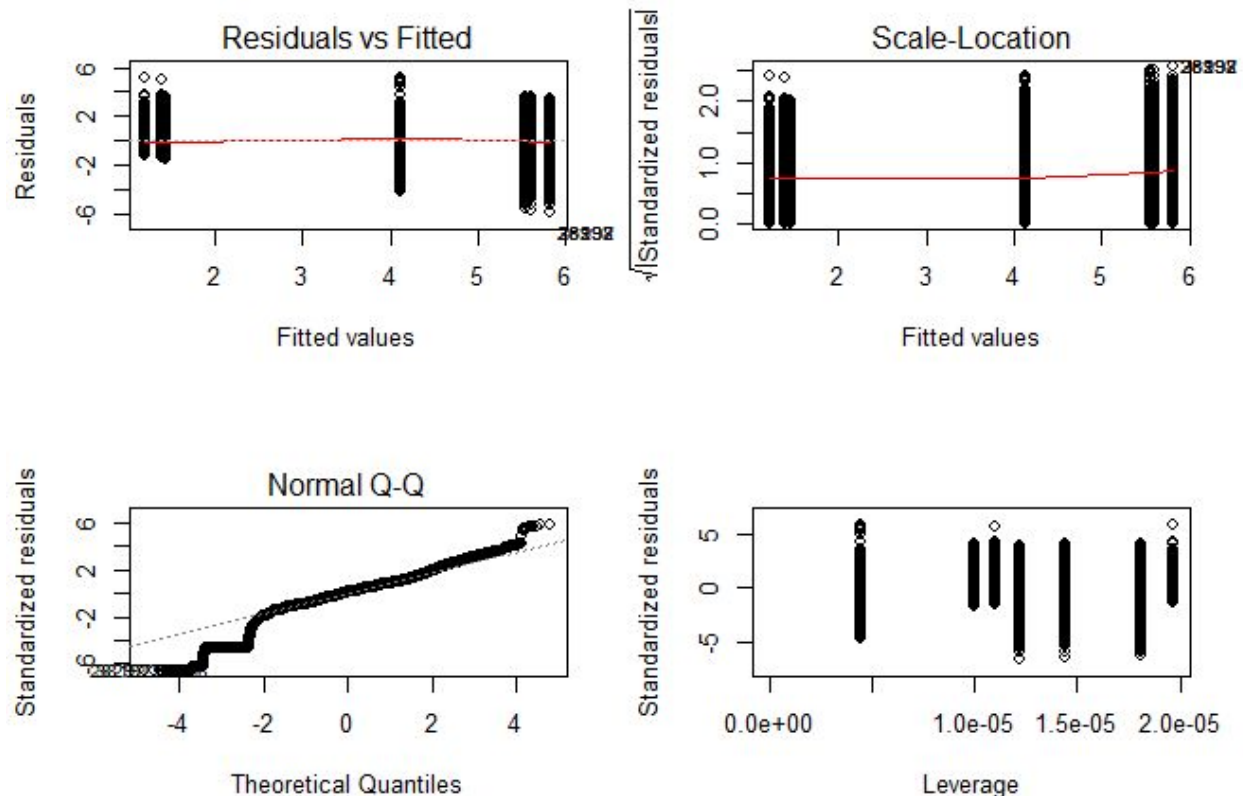 Residuals vs Fitted
Residuals
6
2
-2
-6
2 3 4 5 6
Fitted values
Scale-Location
√|Standardized residuals|
2.0
1.0
0.0
2 3 4 5 6
Fitted values
Normal Q-Q
Standardized residuals
6
2
-2
-6
-4 -2 0 2 4
Theoretical Quantiles
Standardized residuals
5
0
-5
0.0e+00 1.0e-05 1.5e-05 2.0e-05
Leverage